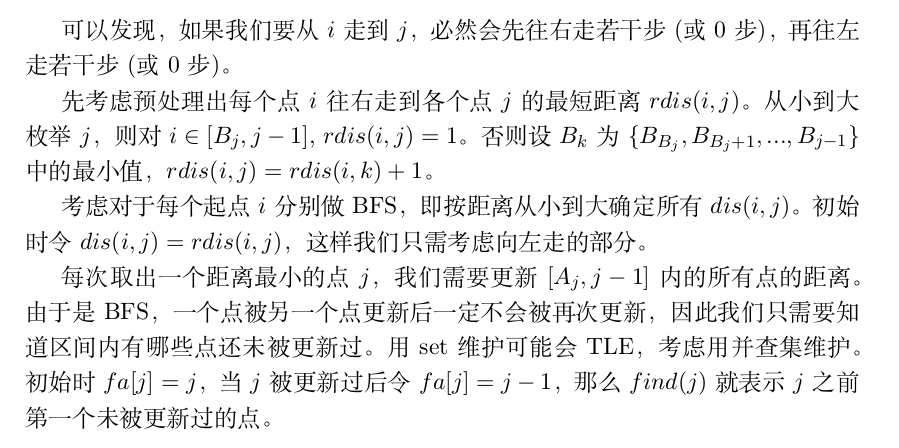 可以发现，如果我们要从 i 走到 j，必然会先往右走若干步 (或 0 步)，再往左
走若干步 (或 0 步)。
先考虑预处理出每个点 i 往右走到各个点 j 的最短距离 rdis(i, j)。从小到大
枚举 j，则对 i ∈ [B_j, j − 1], rdis(i, j) = 1。否则设 B_k 为 {B_{B_j}, B_{B_j+1}, ..., B_{j−1}}
中的最小值，rdis(i, j) = rdis(i, k) + 1。
考虑对于每个起点 i 分别做 BFS，即按距离从小到大确定所有 dis(i, j)。初始
时令 dis(i, j) = rdis(i, j)，这样我们只需考虑向左走的部分。
每次取出一个距离最小的点 j，我们需要更新 [A_j, j − 1] 内的所有点的距离。
由于是 BFS，一个点被另一个点更新后一定不会被再次更新，因此我们只需要知
道区间内有哪些点还未被更新过。用 set 维护可能会 TLE，考虑用并查集维护。
初始时 fa[j] = j，当 j 被更新过后令 fa[j] = j − 1，那么 find(j) 就表示 j 之前
第一个未被更新过的点。